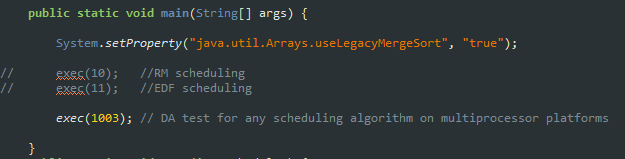 public static void main(String[] args) {
System.setProperty("java.util.Arrays.useLegacyMergeSort", "true");
// exec(10); //RM scheduling
// exec(11); //EDF scheduling
exec(1003); // DA test for any scheduling algorithm on multiprocessor platforms
}